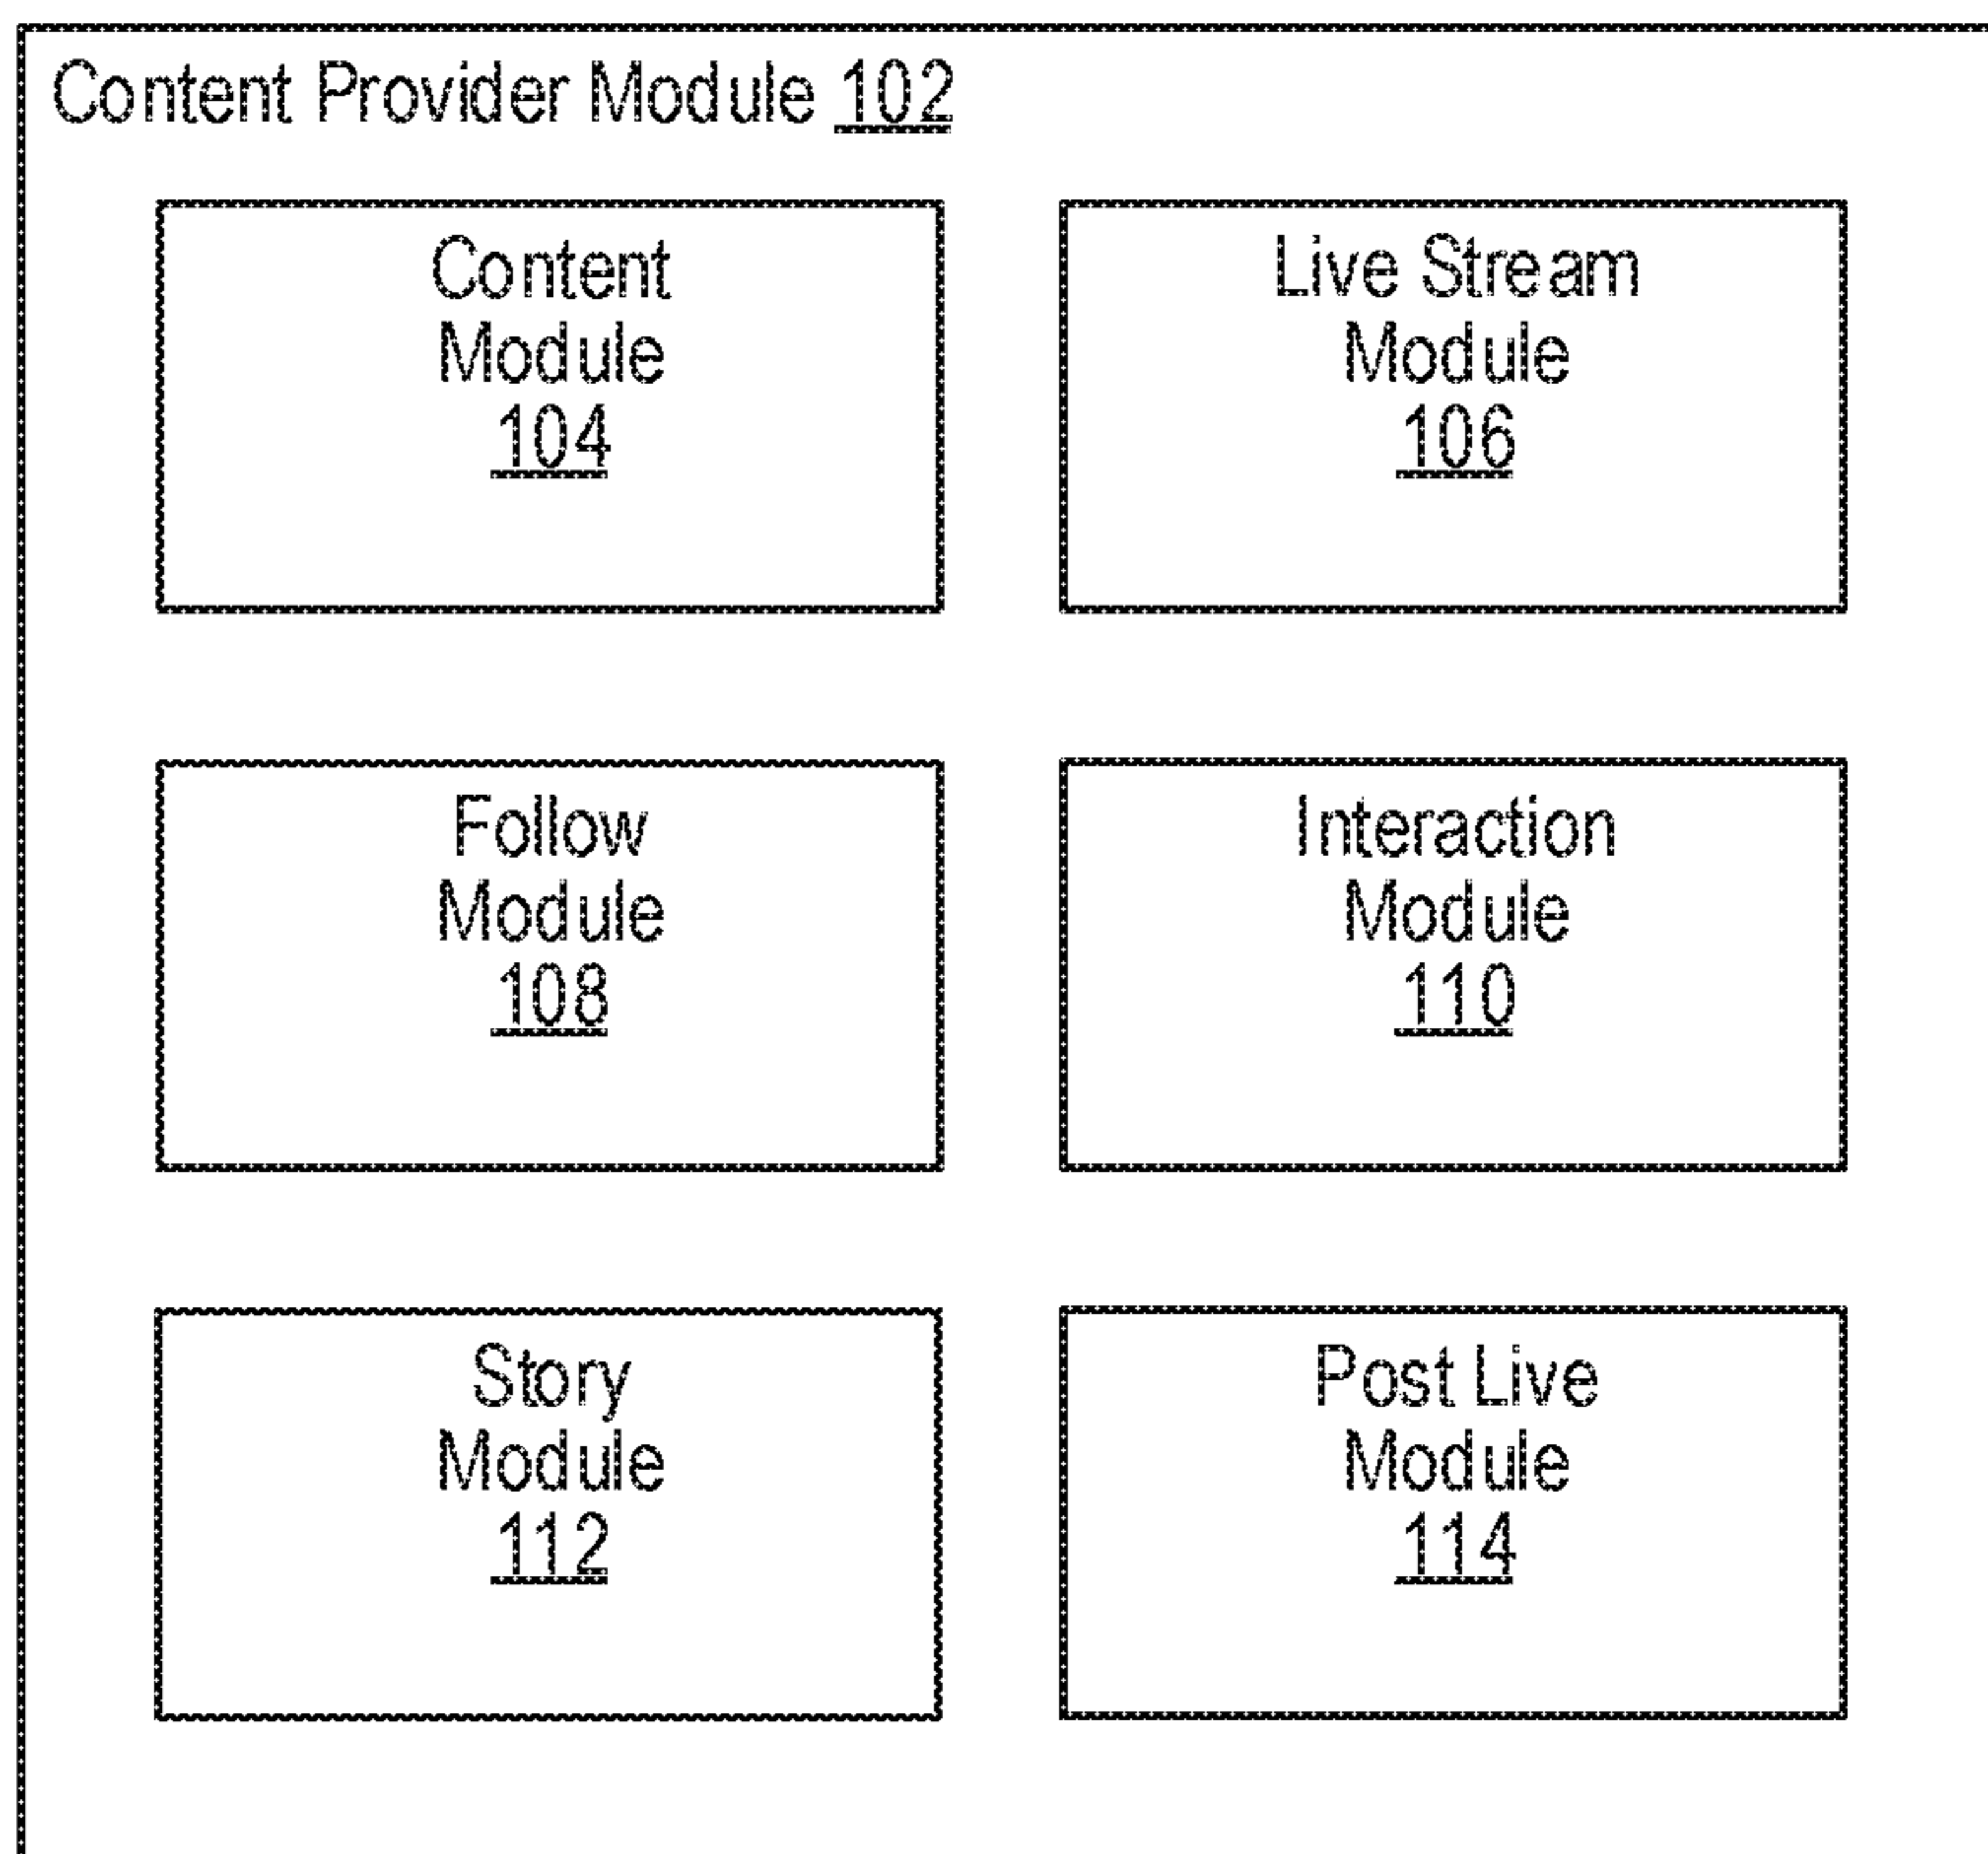 Content Provider Module 102
Content
Module
104
Live Stream
Module
106
Follow
Module
108
Interaction
Module
110
Story
Module
112
Post Live
Module
114